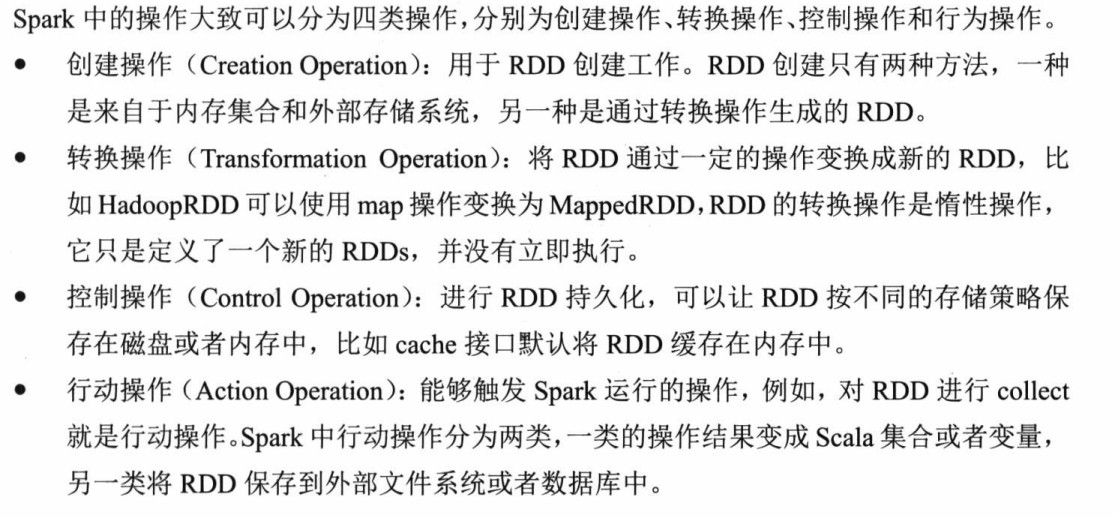 Spark 中的操作大致可以分为四类操作,分别为创建操作、转换操作、控制操作和行为操作。
● 创建操作（Creation Operation）：用于 RDD 创建工作。RDD 创建只有两种方法，一种
是来自于内存集合和外部存储系统，另一种是通过转换操作生成的 RDD。
● 转换操作（Transformation Operation）：将 RDD 通过一定的操作变换成新的 RDD，比
如 HadoopRDD 可以使用 map 操作变换为 MappedRDD，RDD 的转换操作是惰性操作，
它只是定义了一个新的 RDDs，并没有立即执行。
● 控制操作（Control Operation）：进行 RDD 持久化，可以让 RDD 按不同的存储策略保
存在磁盘或者内存中，比如 cache 接口默认将 RDD 缓存在内存中。
● 行动操作（Action Operation）：能够触发 Spark 运行的操作，例如，对 RDD 进行 collect
就是行动操作。Spark 中行动操作分为两类，一类的操作结果变成 Scala 集合或者变量，
另一类将 RDD 保存到外部文件系统或者数据库中。